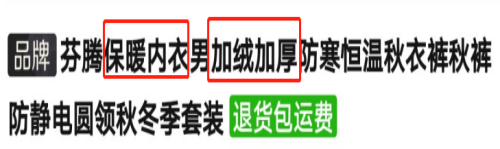 品牌 芬腾保暖内衣男加绒加厚防寒恒温秋衣裤秋裤
防静电圆领秋冬季套装 退货包运费